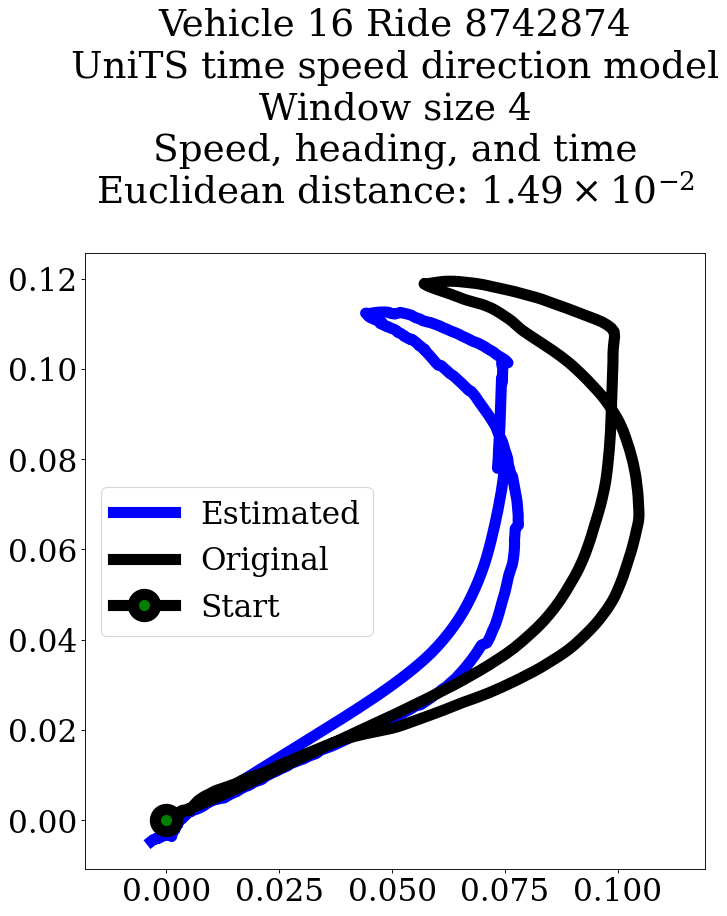 Vehicle 16 Ride 8742874
UniTS time speed direction model
Window size 4
Speed, heading, and time
Euclidean distance: 1.49 × 10⁻²
0.12
0.10
0.08
0.06
0.04
0.02
0.00
Estimated
Original
Start
0.000 0.025 0.050 0.075 0.100